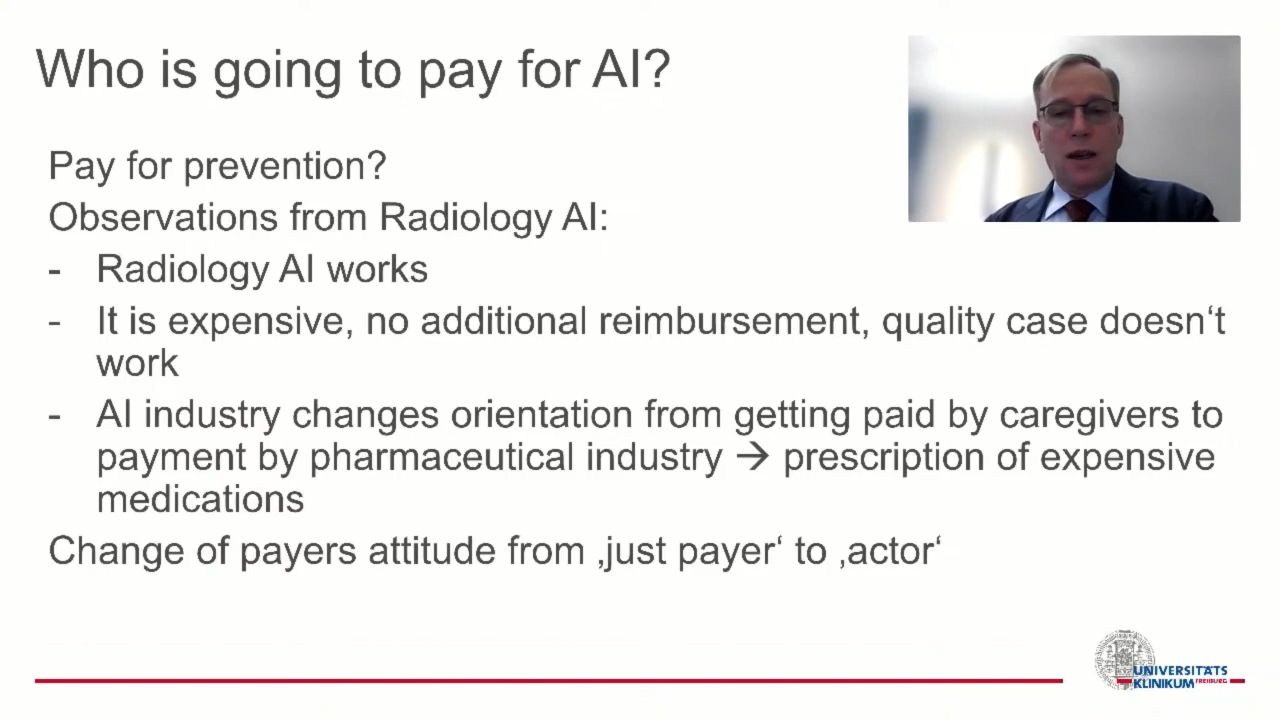 Who is going to pay for AI?
Pay for prevention?
Observations from Radiology AI:
- Radiology AI works
- It is expensive, no additional reimbursement, quality case doesn‘t
work
- AI industry changes orientation from getting paid by caregivers to
payment by pharmaceutical industry → prescription of expensive
medications
Change of payers attitude from ‚just payer‘ to ‚actor‘
UNIVERSITÄTS
KLINIKUM FREIBURG